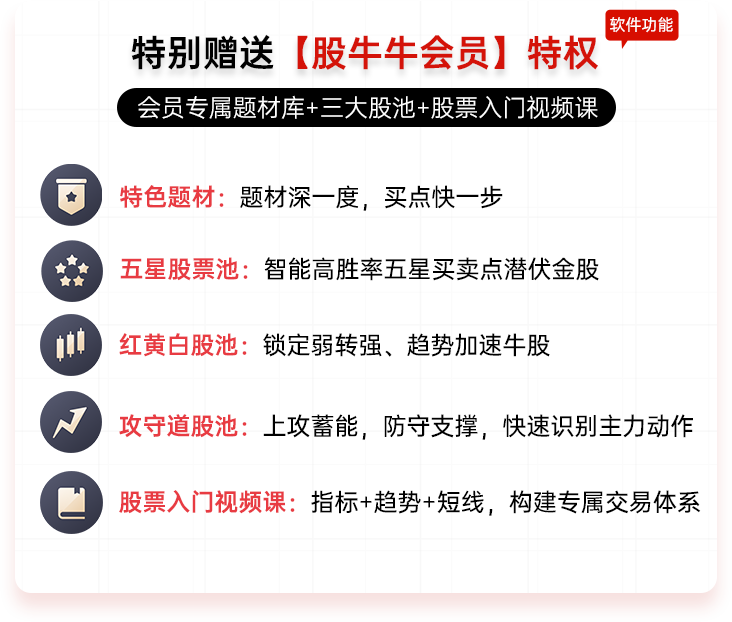 软件功能
特别赠送【股牛牛会员】特权
会员专属题材库+三大股池+股票入门视频课
特色题材：题材深一度，买点快一步
五星股票池：智能高胜率五星买卖点潜伏金股
红黄白股池：锁定弱转强、趋势加速牛股
攻守道股池：上攻蓄能，防守支撑，快速识别主力动作
股票入门视频课：指标+趋势+短线，构建专属交易体系